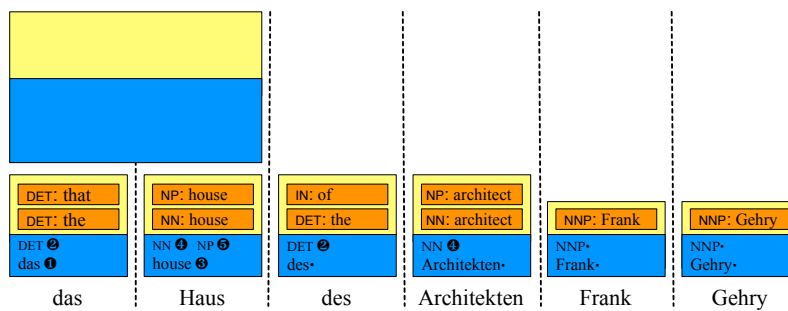 DET: that
DET: the
DET ❷
das ❶
NP: house
NN: house
NN ❹ NP ❺
house ❸
IN: of
DET: the
DET ❷
des•
NP: architect
NN: architect
NN ❹
Architekten•
NNP: Frank
NNP•
Frank•
NNP: Gehry
NNP•
Gehry•
das Haus des Architekten Frank Gehry